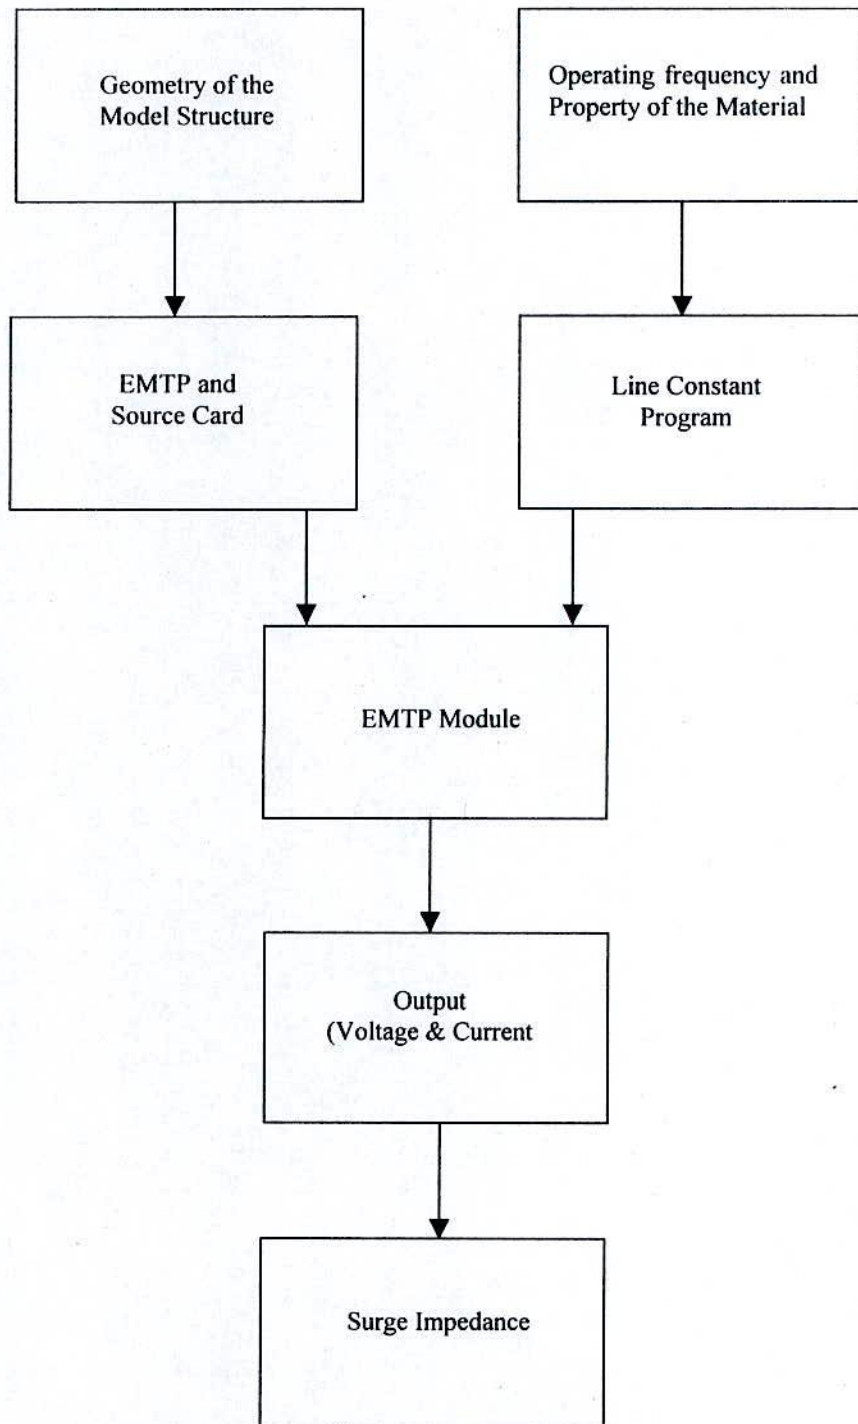 Geometry of the
Model Structure
Operating frequency and
Property of the Material
EMTP and
Source Card
Line Constant
Program
EMTP Module
Output
(Voltage & Current
Surge Impedance